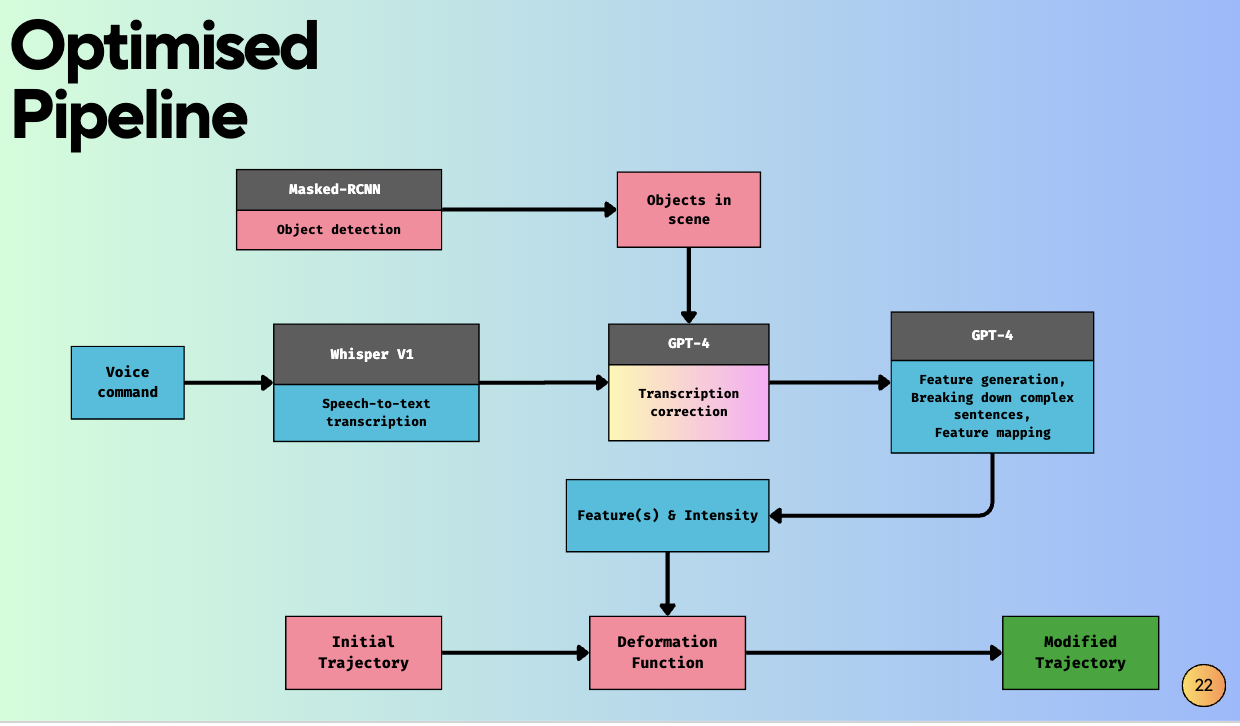 Optimised
Pipeline
Masked-RCNN
Object detection
Objects in
scene
Voice
command
Whisper V1
Speech-to-text
transcription
GPT-4
Transcription
correction
GPT-4
Feature generation,
Breaking down complex
sentences,
Feature mapping
Feature(s) & Intensity
Initial
Trajectory
Deformation
Function
Modified
Trajectory
22